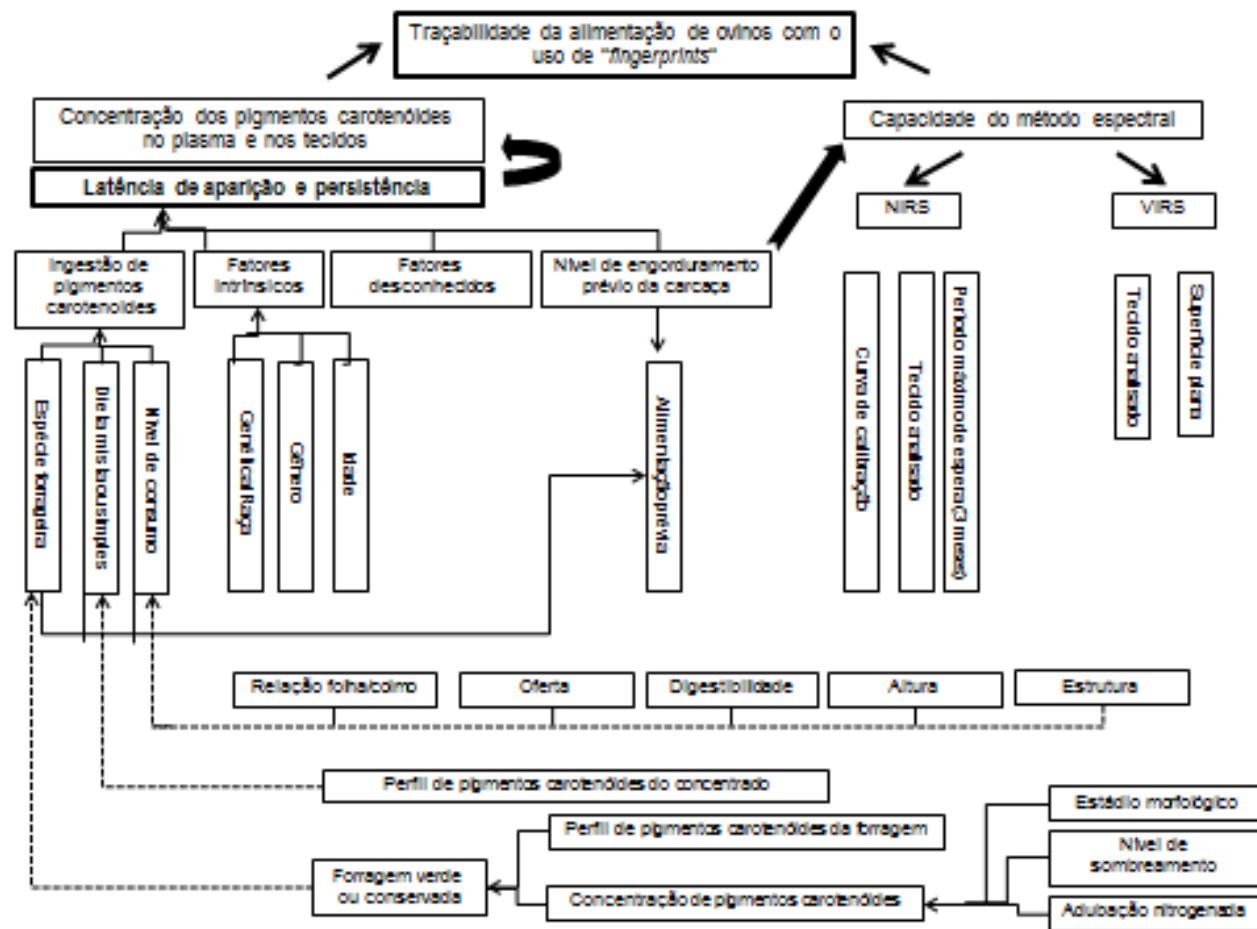 Traçabilidade da alimentação de ovinos com o
uso de "fingerprints"
Concentração dos pigmentos carotenóides
no plasma e nos tecidos
Capacidade do método espectral
Latência de aparição e persistência
NIRS
VIRS
Ingestão de
pigmentos
carotenoides
Fatores
intrínsicos
Fatores
desconhecidos
Nível de engorduramento
prévio da carcaça
Espécie forrageira
Dieta mista ou simples
Nível de consumo
Genética/ Raça
Gênero
Idade
Alimentação prévia
Curva de calibração
Tecido analisado
Período máximo de espera (3 meses)
Tecido analisado
Superfície plana
Relação folha/colmo
Oferta
Digestibilidade
Altura
Estrutura
Perfil de pigmentos carotenóides do concentrado
Perfil de pigmentos carotenóides da forragem
Forragem verde
ou conservada
Concentração de pigmentos carotenóides
Estádio morfológico
Nível de
sombreamento
Adubação nitrogenada